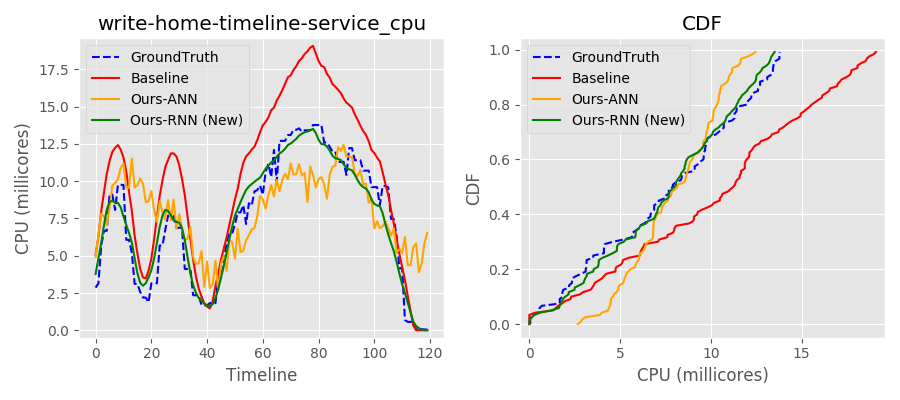 write-home-timeline-service_cpu
CPU (millicores)
17.5
15.0
12.5
10.0
7.5
5.0
2.5
0.0
GroundTruth
Baseline
Ours-ANN
Ours-RNN (New)
0 20 40 60 80 100 120
Timeline
CDF
CDF
1.0
0.8
0.6
0.4
0.2
0.0
GroundTruth
Baseline
Ours-ANN
Ours-RNN (New)
0 5 10 15
CPU (millicores)